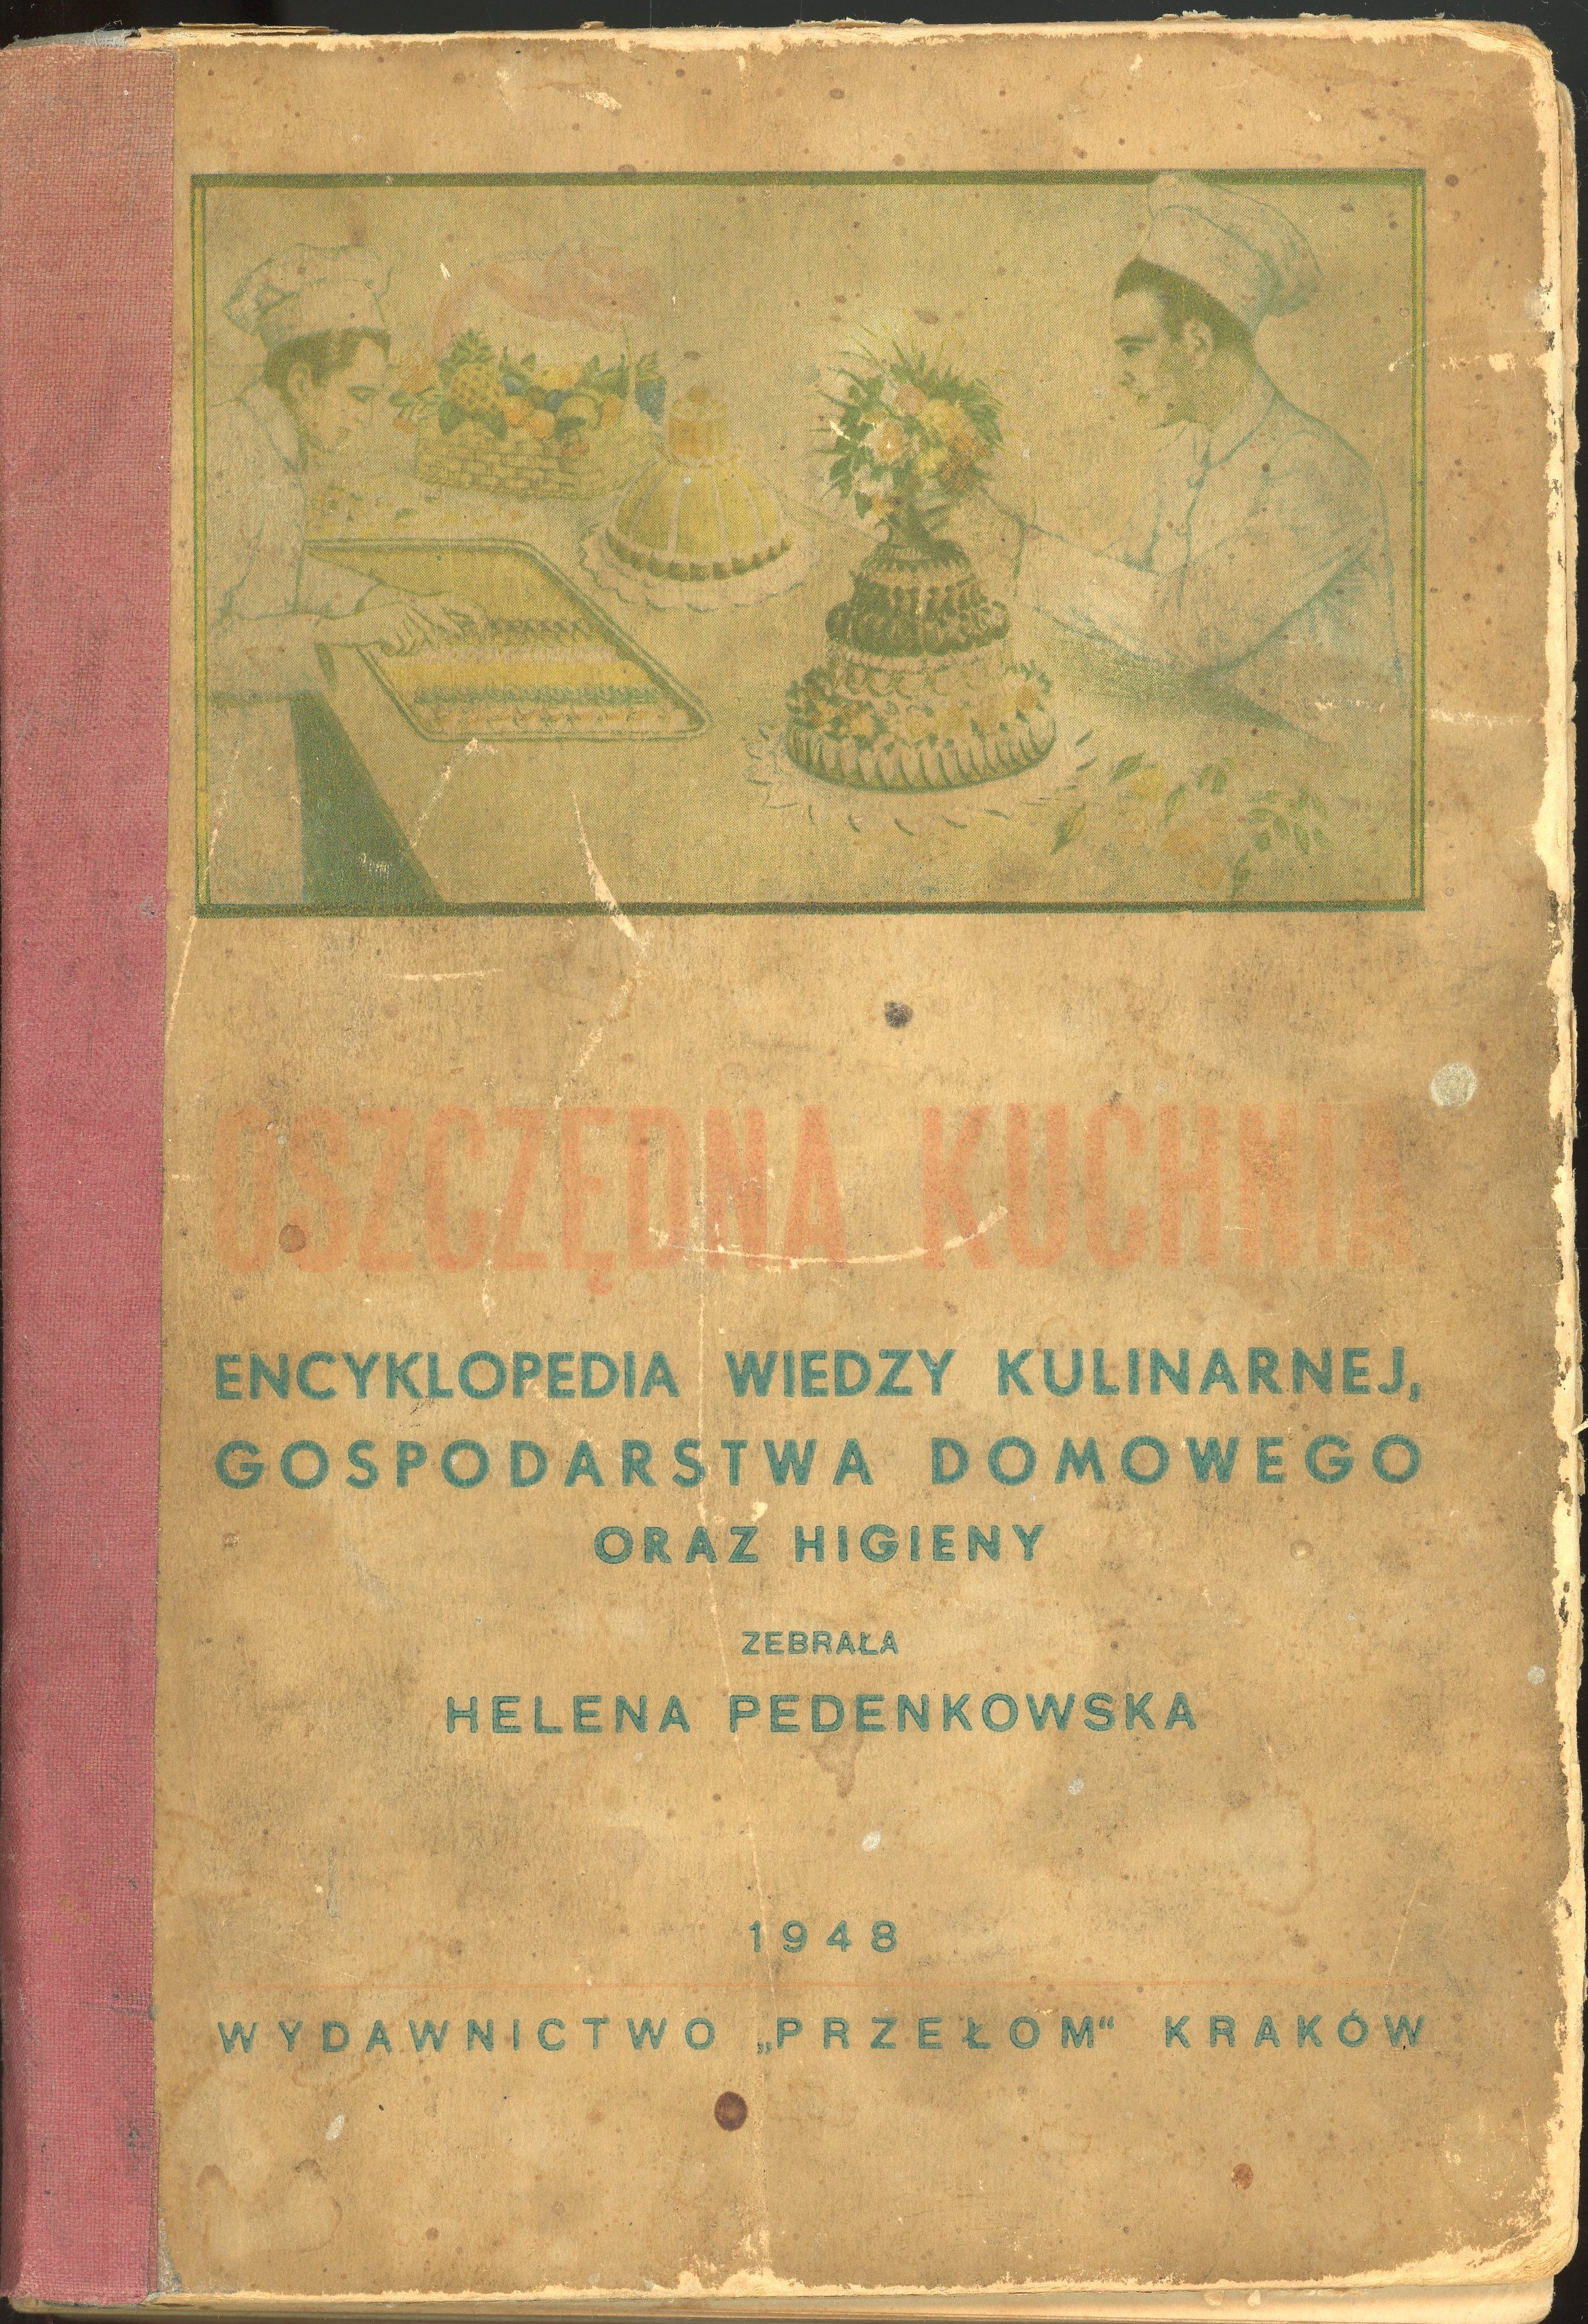 OSZCZĘDNA KUCHNIA
ENCYKLOPEDIA WIEDZY KULINARNEJ,
GOSPODARSTWA DOMOWEGO
ORAZ HIGIENY
ZEBRAŁA
HELENA PEDENKOWSKA
1948
WYDAWNICTWO „PRZEŁOM“ KRAKÓW